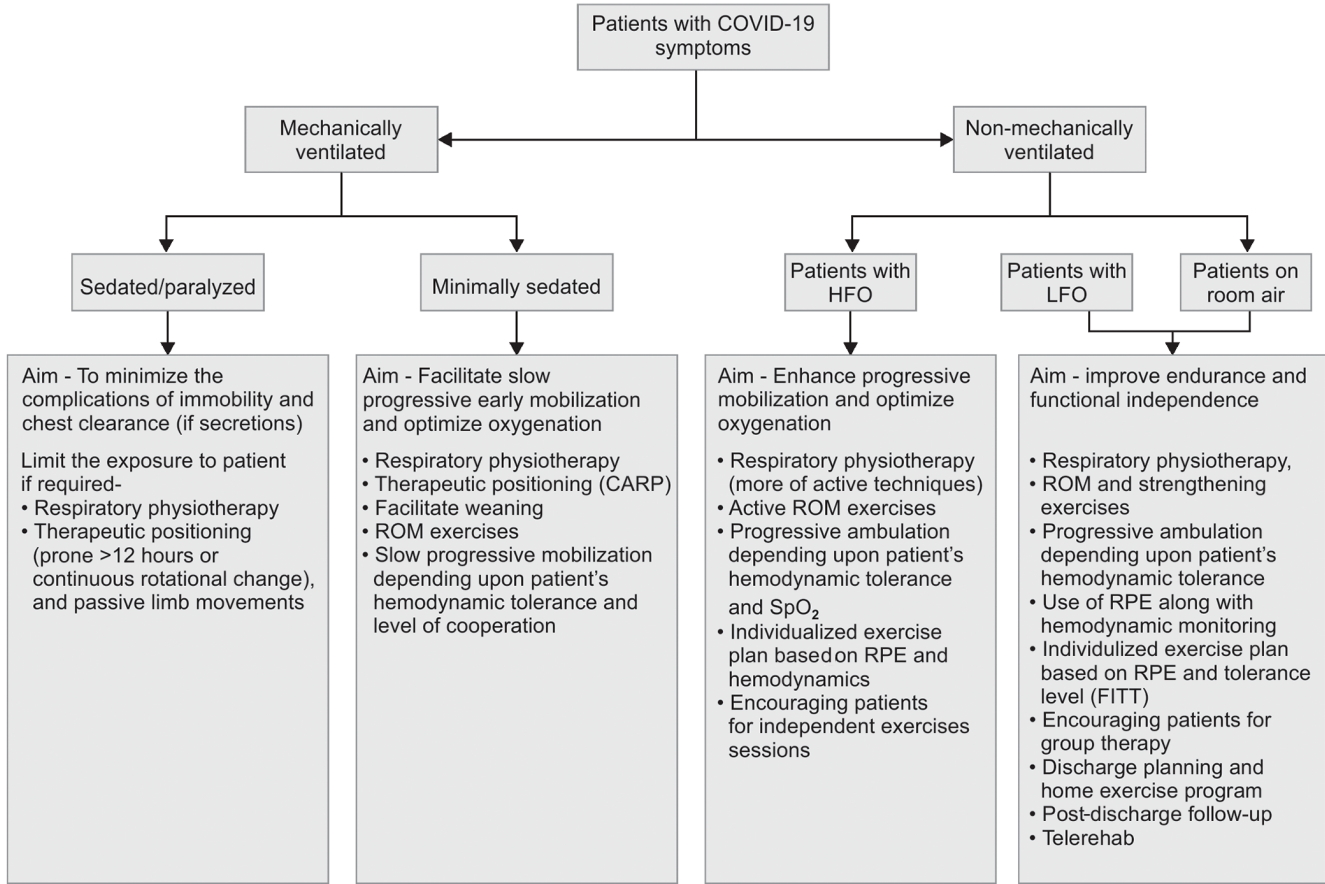 Patients with COVID-19
symptoms
Mechanically
ventilated
Non-mechanically
ventilated
Sedated/paralyzed
Minimally sedated
Patients with
HFO
Patients with
LFO
Patients on
room air
Aim - To minimize the
complications of immobility and
chest clearance (if secretions)
Limit the exposure to patient
if required-
• Respiratory physiotherapy
• Therapeutic positioning
(prone >12 hours or
continuous rotational change),
and passive limb movements
Aim - Facilitate slow
progressive early mobilization
and optimize oxygenation
• Respiratory physiotherapy
• Therapeutic positioning (CARP)
• Facilitate weaning
• ROM exercises
• Slow progressive mobilization
depending upon patient’s
hemodynamic tolerance and
level of cooperation
Aim - Enhance progressive
mobilization and optimize
oxygenation
• Respiratory physiotherapy
(more of active techniques)
• Active ROM exercises
• Progressive ambulation
depending upon patient’s
hemodynamic tolerance
and SpO₂
• Individualized exercise
plan based on RPE and
hemodynamics
• Encouraging patients
for independent exercises
sessions
Aim - improve endurance and
functional independence
• Respiratory physiotherapy,
• ROM and strengthening
exercises
• Progressive ambulation
depending upon patient’s
hemodynamic tolerance
• Use of RPE along with
hemodynamic monitoring
• Individulized exercise plan
based on RPE and tolerance
level (FITT)
• Encouraging patients for
group therapy
• Discharge planning and
home exercise program
• Post-discharge follow-up
• Telerehab